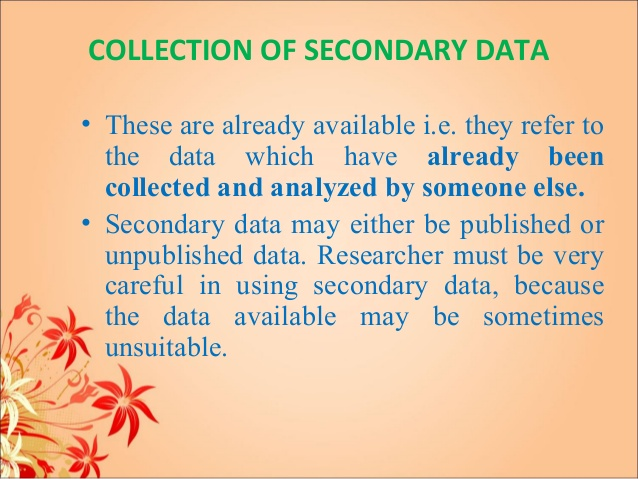 COLLECTION OF SECONDARY DATA
• These are already available i.e. they refer to
the data which have already been
collected and analyzed by someone else.
• Secondary data may either be published or
unpublished data. Researcher must be very
careful in using secondary data, because
the data available may be sometimes
unsuitable.